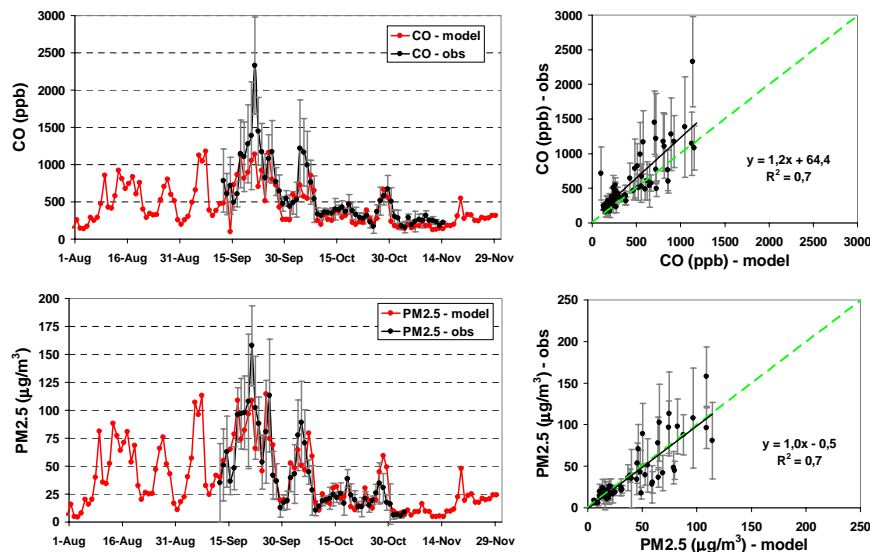 3000
2500
2000
1500
1000
500
0
CO (ppb)
CO - model
CO - obs
1-Aug 16-Aug 31-Aug 15-Sep 30-Sep 15-Oct 30-Oct 14-Nov 29-Nov
3000
2500
2000
1500
1000
500
0
CO (ppb) - obs
y = 1,2x + 64,4
R² = 0,7
0 500 1000 1500 2000 2500 3000
CO (ppb) - model
200
175
150
125
100
75
50
25
0
PM2.5 (μg/m³)
PM2.5 - model
PM2.5 - obs
1-Aug 16-Aug 31-Aug 15-Sep 30-Sep 15-Oct 30-Oct 14-Nov 29-Nov
250
200
150
100
50
0
PM2.5 (μg/m³) - obs
y = 1,0x - 0,5
R² = 0,7
0 50 100 150 200 250
PM2.5 (μg/m³) - model